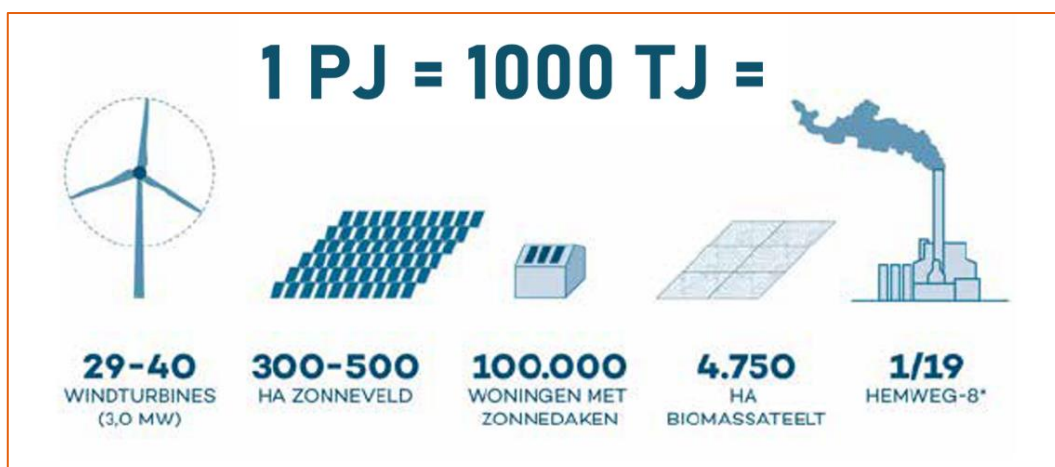 1 PJ = 1000 TJ =
29-40
WINDTURBINES
(3,0 MW)
300-500
HA ZONNEVELD
100.000
WONINGEN MET
ZONNEDAKEN
4.750
HA
BIOMASSATEELT
1/19
HEMWEG-8*